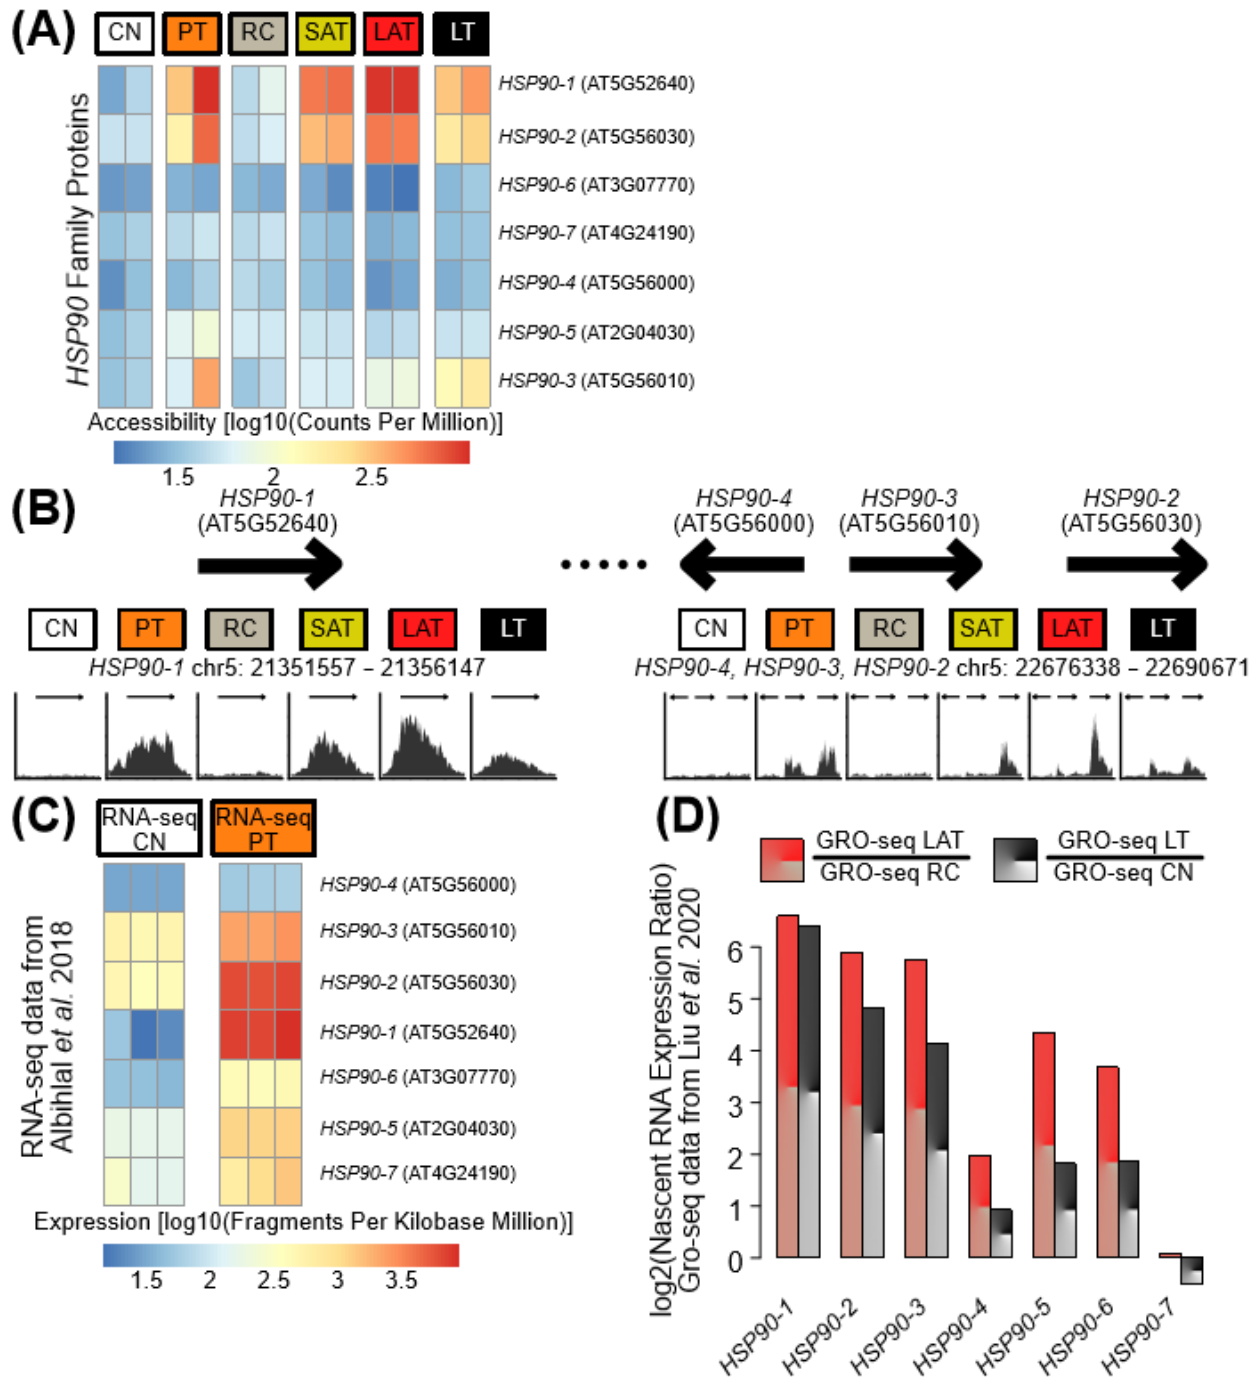 (A)
CN PT RC SAT LAT LT
HSP90 Family Proteins
HSP90-1 (AT5G52640)
HSP90-2 (AT5G56030)
HSP90-6 (AT3G07770)
HSP90-7 (AT4G24190)
HSP90-4 (AT5G56000)
HSP90-5 (AT2G04030)
HSP90-3 (AT5G56010)
Accessibility [log10(Counts Per Million)]
1.5 2 2.5
(B)
HSP90-1
(AT5G52640)
HSP90-4
(AT5G56000)
HSP90-3
(AT5G56010)
HSP90-2
(AT5G56030)
CN PT RC SAT LAT LT
HSP90-1 chr5: 21351557 – 21356147
CN PT RC SAT LAT LT
HSP90-4, HSP90-3, HSP90-2 chr5: 22676338 – 22690671
(C)
RNA-seq
CN
RNA-seq
PT
RNA-seq data from
Albihlal et al. 2018
HSP90-4 (AT5G56000)
HSP90-3 (AT5G56010)
HSP90-2 (AT5G56030)
HSP90-1 (AT5G52640)
HSP90-6 (AT3G07770)
HSP90-5 (AT2G04030)
HSP90-7 (AT4G24190)
Expression [log10(Fragments Per Kilobase Million)]
1.5 2 2.5 3 3.5
(D)
GRO-seq LAT
GRO-seq RC
GRO-seq LT
GRO-seq CN
log2(Nascent RNA Expression Ratio)
Gro-seq data from Liu et al. 2020
6
5
4
3
2
1
0
HSP90-1
HSP90-2
HSP90-3
HSP90-4
HSP90-5
HSP90-6
HSP90-7